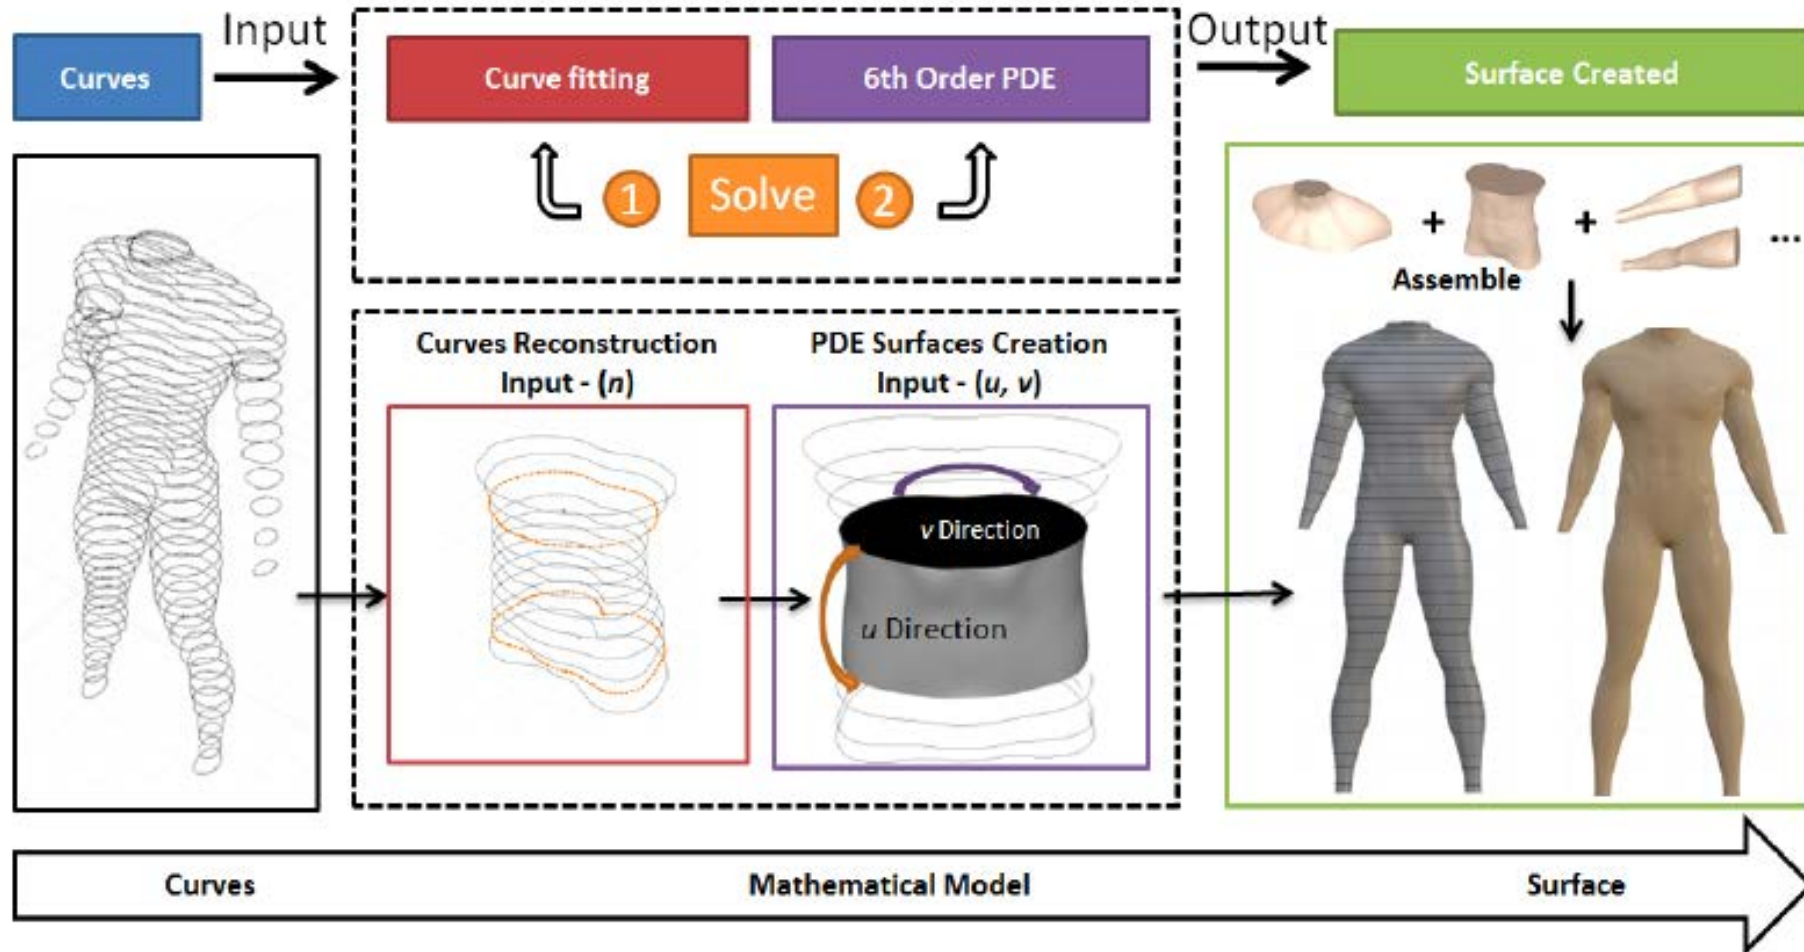 Curves
Input
Curve fitting
6th Order PDE
Output
Surface Created
1
Solve
2
+
+
...
Assemble
Curves Reconstruction
Input - (n)
PDE Surfaces Creation
Input - (u, v)
v Direction
u Direction
Curves
Mathematical Model
Surface